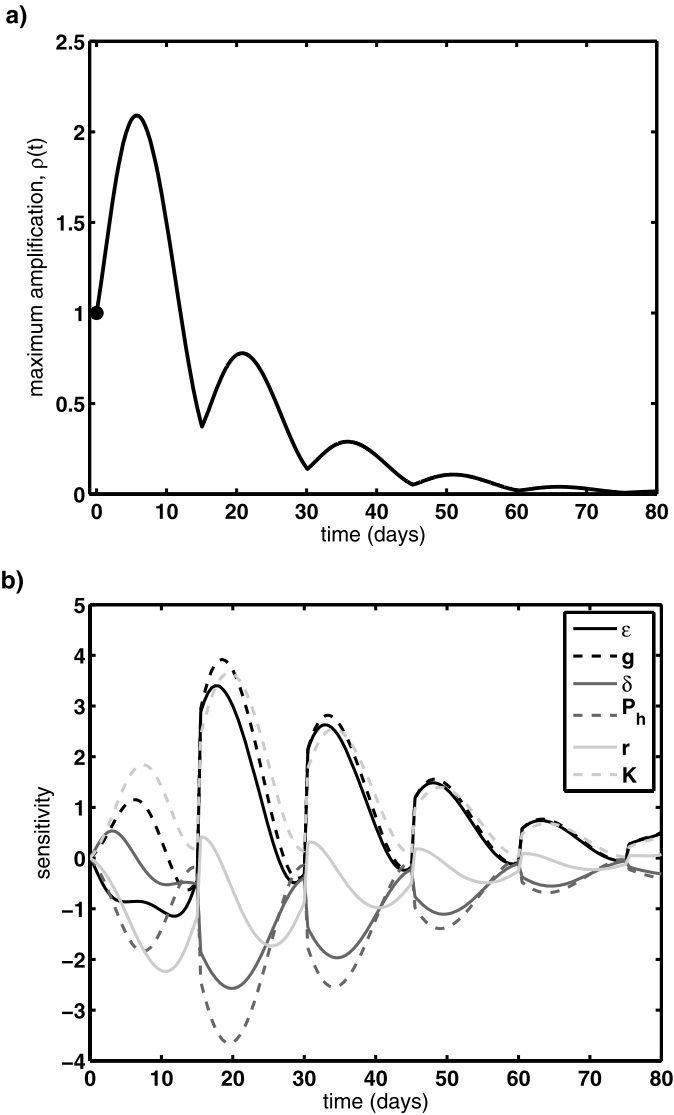 a)
2.5
2
1.5
1
0.5
0
maximum amplification, ρ(t)
0 10 20 30 40 50 60 70 80
time (days)
b)
5
4
3
2
1
0
−1
−2
−3
−4
sensitivity
ε
g
δ
Ph
r
K
0 10 20 30 40 50 60 70 80
time (days)